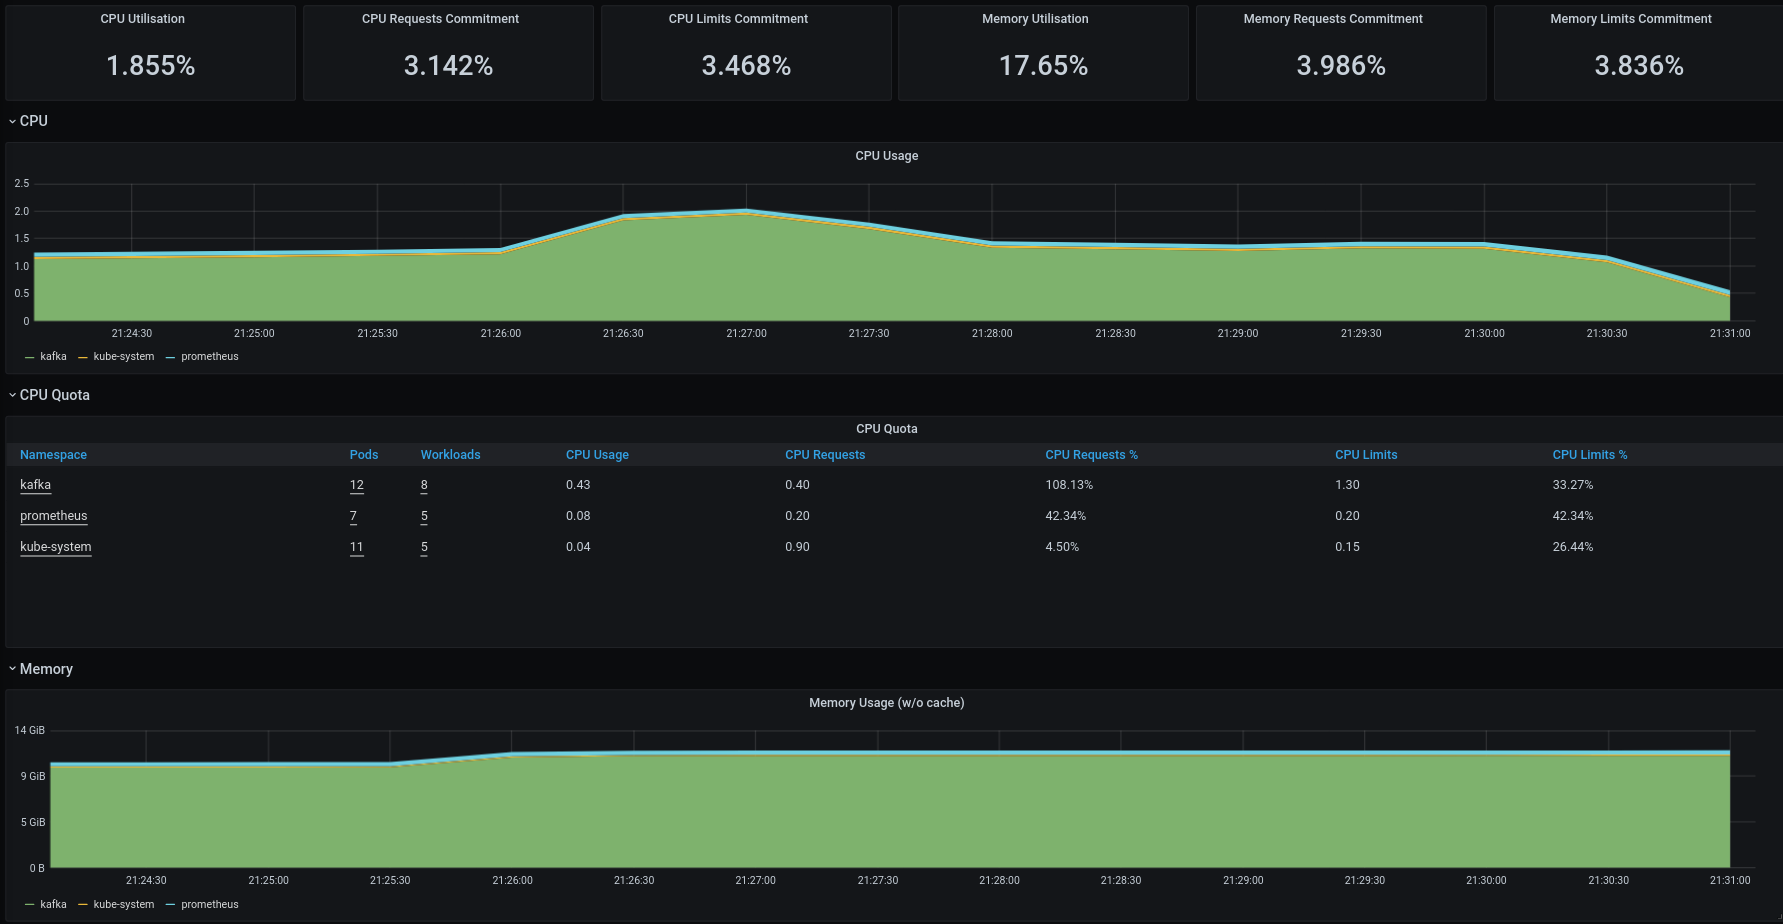 CPU Utilisation CPU Requests Commitment CPU Limits Commitment Memory Utilisation Memory Requests Commitment Memory Limits Commitment
1.855% 3.142% 3.468% 17.65% 3.986% 3.836%
CPU
CPU Usage
2.5
2.0
1.5
1.0
0.5
0
21:24:30 21:25:00 21:25:30 21:26:00 21:26:30 21:27:00 21:27:30 21:28:00 21:28:30 21:29:00 21:29:30 21:30:00 21:30:30 21:31:00
kafka kube-system prometheus
CPU Quota
CPU Quota
Namespace Pods Workloads CPU Usage CPU Requests CPU Requests % CPU Limits CPU Limits %
kafka 12 8 0.43 0.40 108.13% 1.30 33.27%
prometheus 7 5 0.08 0.20 42.34% 0.20 42.34%
kube-system 11 5 0.04 0.90 4.50% 0.15 26.44%
Memory
Memory Usage (w/o cache)
14 GiB
9 GiB
5 GiB
0 B
21:24:30 21:25:00 21:25:30 21:26:00 21:26:30 21:27:00 21:27:30 21:28:00 21:28:30 21:29:00 21:29:30 21:30:00 21:30:30 21:31:00
kafka kube-system prometheus